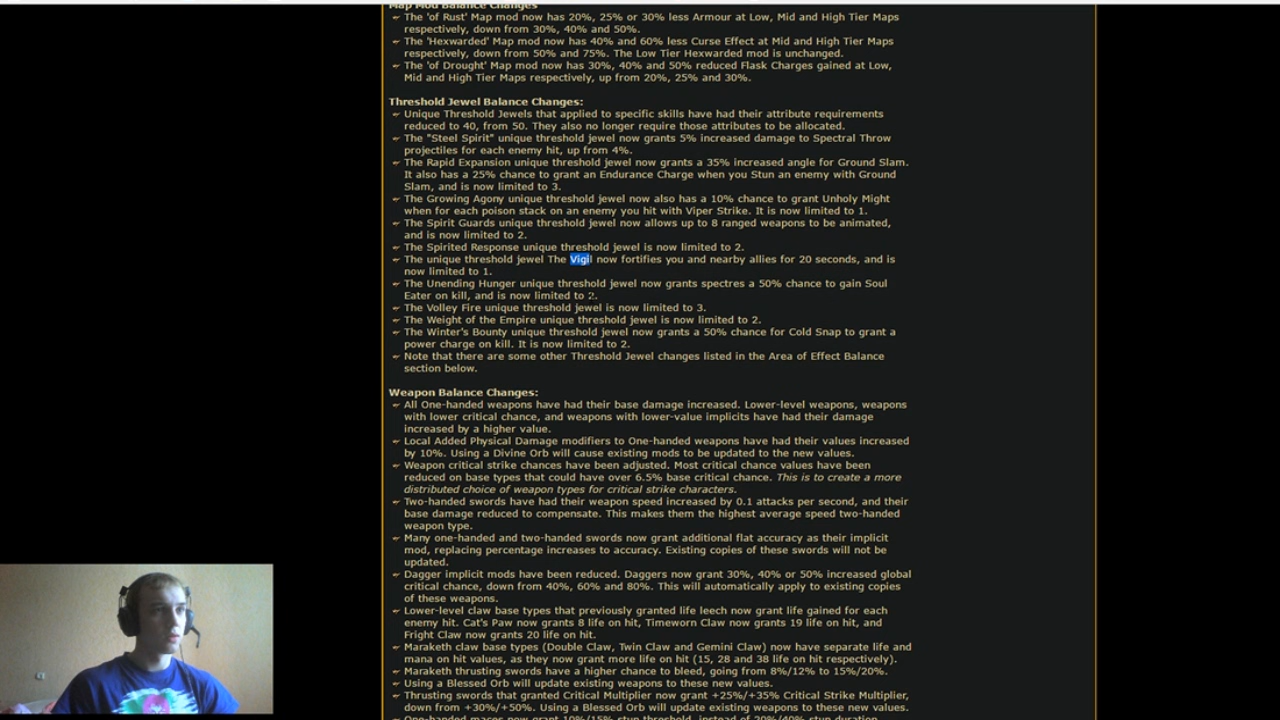 Map Mod Balance Changes
The 'of Rust' Map mod now has 20%, 25% or 30% less Armour at Low, Mid and High Tier Maps
respectively, down from 30%, 40% and 50%.
The 'Hexwarded' Map mod now has 40% and 60% less Curse Effect at Mid and High Tier Maps
respectively, down from 50% and 75%. The Low Tier Hexwarded mod is unchanged.
The 'of Drought' Map mod now has 30%, 40% and 50% reduced Flask Charges gained at Low,
Mid and High Tier Maps respectively, up from 20%, 25% and 30%.
Threshold Jewel Balance Changes:
Unique Threshold Jewels that applied to specific skills have had their attribute requirements
reduced to 40, from 50. They also no longer require those attributes to be allocated.
The "Steel Spirit" unique threshold jewel now grants 5% increased damage to Spectral Throw
projectiles for each enemy hit, up from 4%.
The Rapid Expansion unique threshold jewel now grants a 35% increased angle for Ground Slam.
It also has a 25% chance to grant an Endurance Charge when you Stun an enemy with Ground
Slam, and is now limited to 3.
The Growing Agony unique threshold jewel now also has a 10% chance to grant Unholy Might
when for each poison stack on an enemy you hit with Viper Strike. It is now limited to 1.
The Spirit Guards unique threshold jewel now allows up to 8 ranged weapons to be animated,
and is now limited to 2.
The Spirited Response unique threshold jewel is now limited to 2.
The unique threshold jewel The Vigil now fortifies you and nearby allies for 20 seconds, and is
now limited to 1.
The Unending Hunger unique threshold jewel now grants spectres a 50% chance to gain Soul
Eater on kill, and is now limited to 2.
The Volley Fire unique threshold jewel is now limited to 3.
The Weight of the Empire unique threshold jewel is now limited to 2.
The Winter's Bounty unique threshold jewel now grants a 50% chance for Cold Snap to grant a
power charge on kill. It is now limited to 2.
Note that there are some other Threshold Jewel changes listed in the Area of Effect Balance
section below.
Weapon Balance Changes:
All One-handed weapons have had their base damage increased. Lower-level weapons, weapons
with lower critical chance, and weapons with lower-value implicits have had their damage
increased by a higher value.
Local Added Physical Damage modifiers to One-handed weapons have had their values increased
by 10%. Using a Divine Orb will cause existing mods to be updated to the new values.
Weapon critical strike chances have been adjusted. Most critical chance values have been
reduced on base types that could have over 6.5% base critical chance. This is to create a more
distributed choice of weapon types for critical strike characters.
Two-handed swords have had their weapon speed increased by 0.1 attacks per second, and their
base damage reduced to compensate. This makes them the highest average speed two-handed
weapon type.
Many one-handed and two-handed swords now grant additional flat accuracy as their implicit
mod, replacing percentage increases to accuracy. Existing copies of these swords will not be
updated.
Dagger implicit mods have been reduced. Daggers now grant 30%, 40% or 50% increased global
critical chance, down from 40%, 60% and 80%. This will automatically apply to existing copies
of these weapons.
Lower-level claw base types that previously granted life leech now grant life gained for each
enemy hit. Cat's Paw now grants 8 life on hit, Timeworn Claw now grants 19 life on hit, and
Fright Claw now grants 20 life on hit.
Maraketh claw base types (Double Claw, Twin Claw and Gemini Claw) now have separate life and
mana on hit values, as they now grant more life on hit (15, 28 and 38 life on hit respectively).
Maraketh thrusting swords have a higher chance to bleed, going from 8%/12% to 15%/20%.
Using a Blessed Orb will update existing weapons to these new values.
Thrusting swords that granted Critical Multiplier now grant +25%/+35% Critical Strike Multiplier,
down from +30%/+50%. Using a Blessed Orb will update existing weapons to these new values.
One-handed maces now grant 10%/15% stun threshold, instead of 20%/40% stun duration